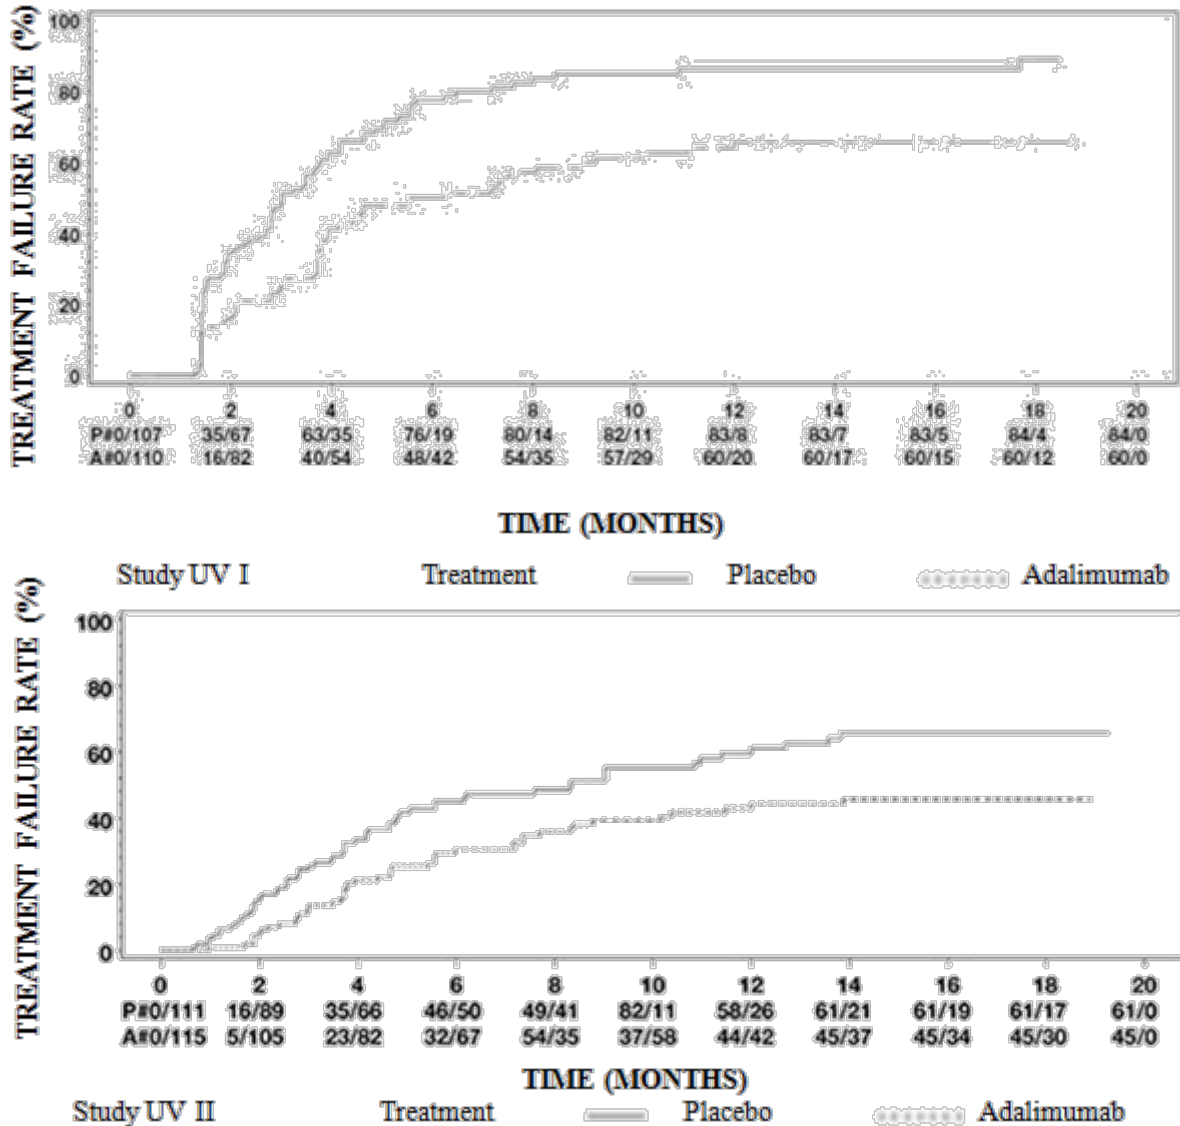 TREATMENT FAILURE RATE (%)
100
80
60
40
20
0
0 2 4 6 8 10 12 14 16 18 20
P#0/107 35/67 63/35 76/19 80/14 82/11 83/8 83/7 83/5 84/4 84/0
A#0/110 16/82 40/54 48/42 54/35 57/29 60/20 60/17 60/15 60/12 60/0
TIME (MONTHS)
Study UV I Treatment Placebo Adalimumab
TREATMENT FAILURE RATE (%)
100
80
60
40
20
0
0 2 4 6 8 10 12 14 16 18 20
P#0/111 16/89 35/66 46/50 49/41 82/11 58/26 61/21 61/19 61/17 61/0
A#0/115 5/105 23/82 32/67 54/35 37/58 44/42 45/37 45/34 45/30 45/0
TIME (MONTHS)
Study UV II Treatment Placebo Adalimumab